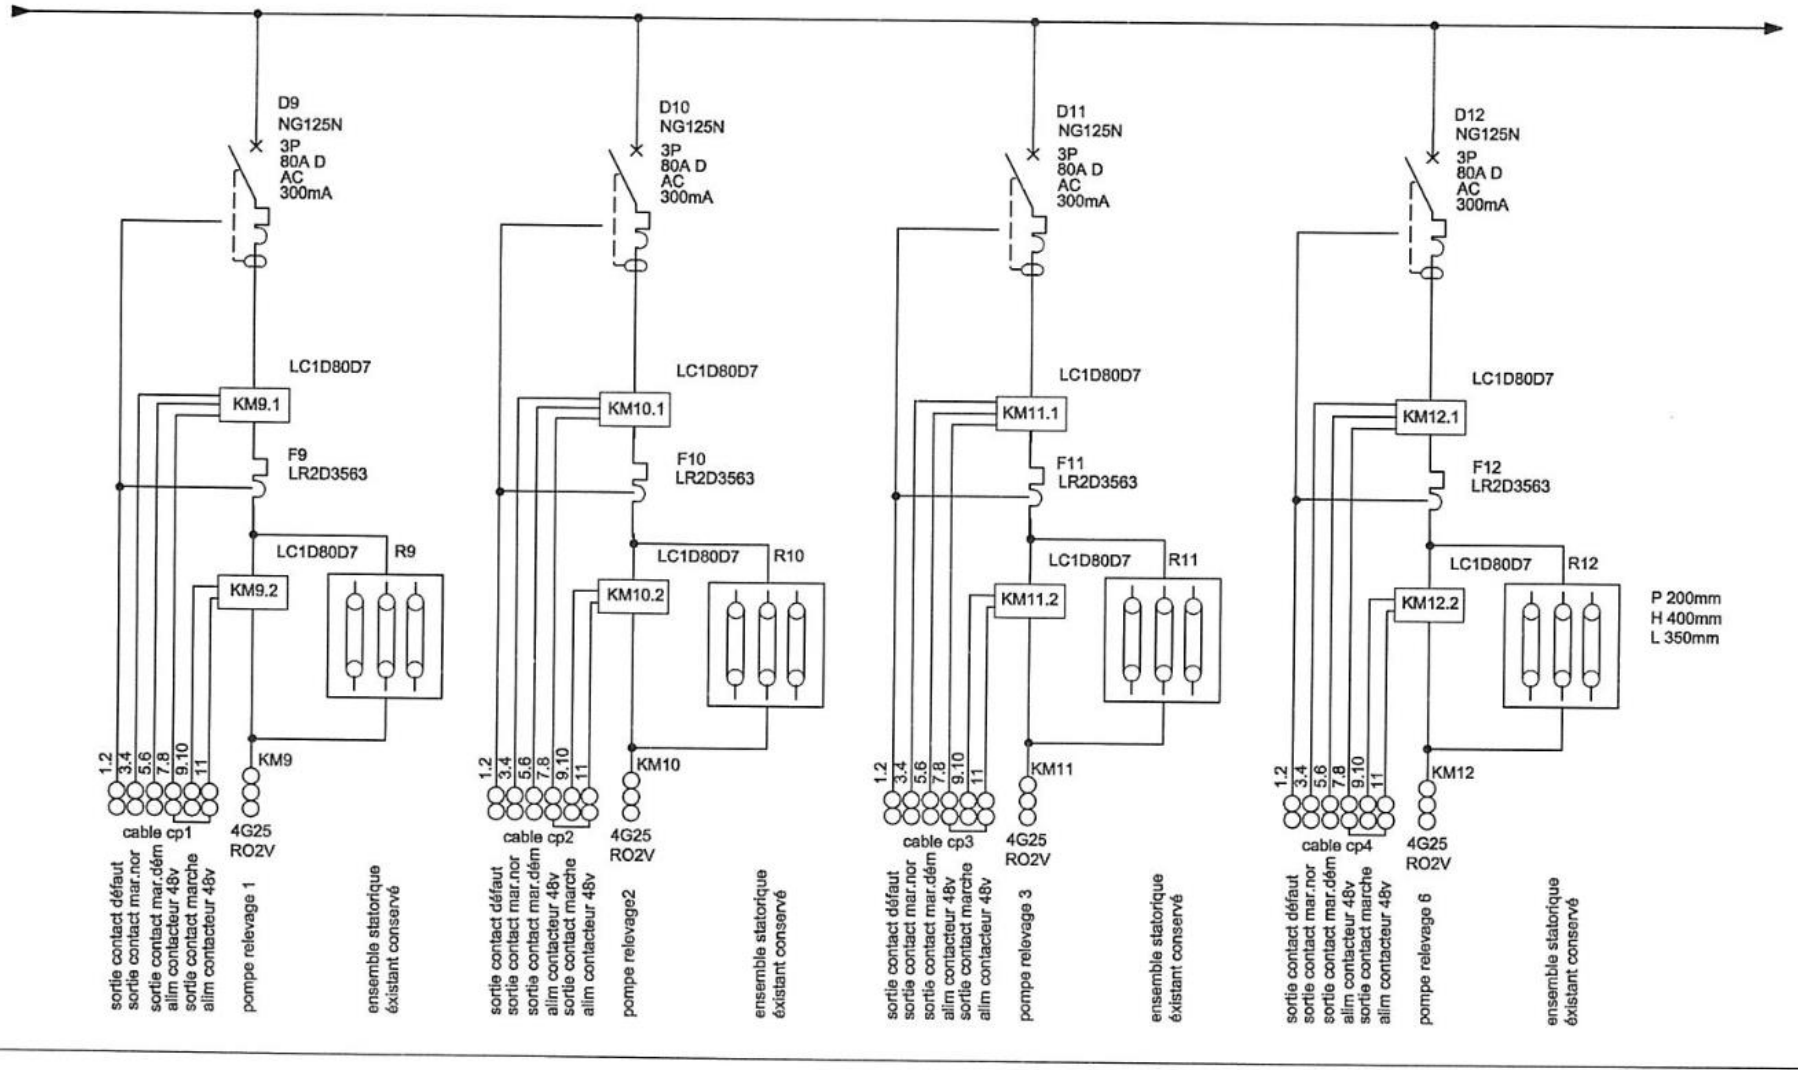 D9
NG125N
3P
80A D
AC
300mA
LC1D80D7
KM9.1
F9
LR2D3563
LC1D80D7
R9
KM9.2
1.2
3.4
5.6
7.8
9.10
11
KM9
cable cp1
4G25
RO2V
sortie contact défaut
sortie contact mar.nor
sortie contact mar.dém
alim contacteur 48v
sortie contact marche
alim contacteur 48v
pompe relevage 1
ensemble statorique
éxistant conservé
D10
NG125N
3P
80A D
AC
300mA
LC1D80D7
KM10.1
F10
LR2D3563
LC1D80D7
R10
KM10.2
1.2
3.4
5.6
7.8
9.10
11
KM10
cable cp2
4G25
RO2V
sortie contact défaut
sortie contact mar.nor
sortie contact mar.dém
alim contacteur 48v
sortie contact marche
alim contacteur 48v
pompe relevage2
ensemble statorique
éxistant conservé
D11
NG125N
3P
80A D
AC
300mA
LC1D80D7
KM11.1
F11
LR2D3563
LC1D80D7
R11
KM11.2
1.2
3.4
5.6
7.8
9.10
11
KM11
cable cp3
4G25
RO2V
sortie contact défaut
sortie contact mar.nor
sortie contact mar.dém
alim contacteur 48v
sortie contact marche
alim contacteur 48v
pompe relevage 3
ensemble statorique
éxistant conservé
D12
NG125N
3P
80A D
AC
300mA
LC1D80D7
KM12.1
F12
LR2D3563
LC1D80D7
R12
KM12.2
P 200mm
H 400mm
L 350mm
1.2
3.4
5.6
7.8
9.10
11
KM12
cable cp4
4G25
RO2V
sortie contact défaut
sortie contact mar.nor
sortie contact mar.dém
alim contacteur 48v
sortie contact marche
alim contacteur 48v
pompe relevage 6
ensemble statorique
éxistant conservé